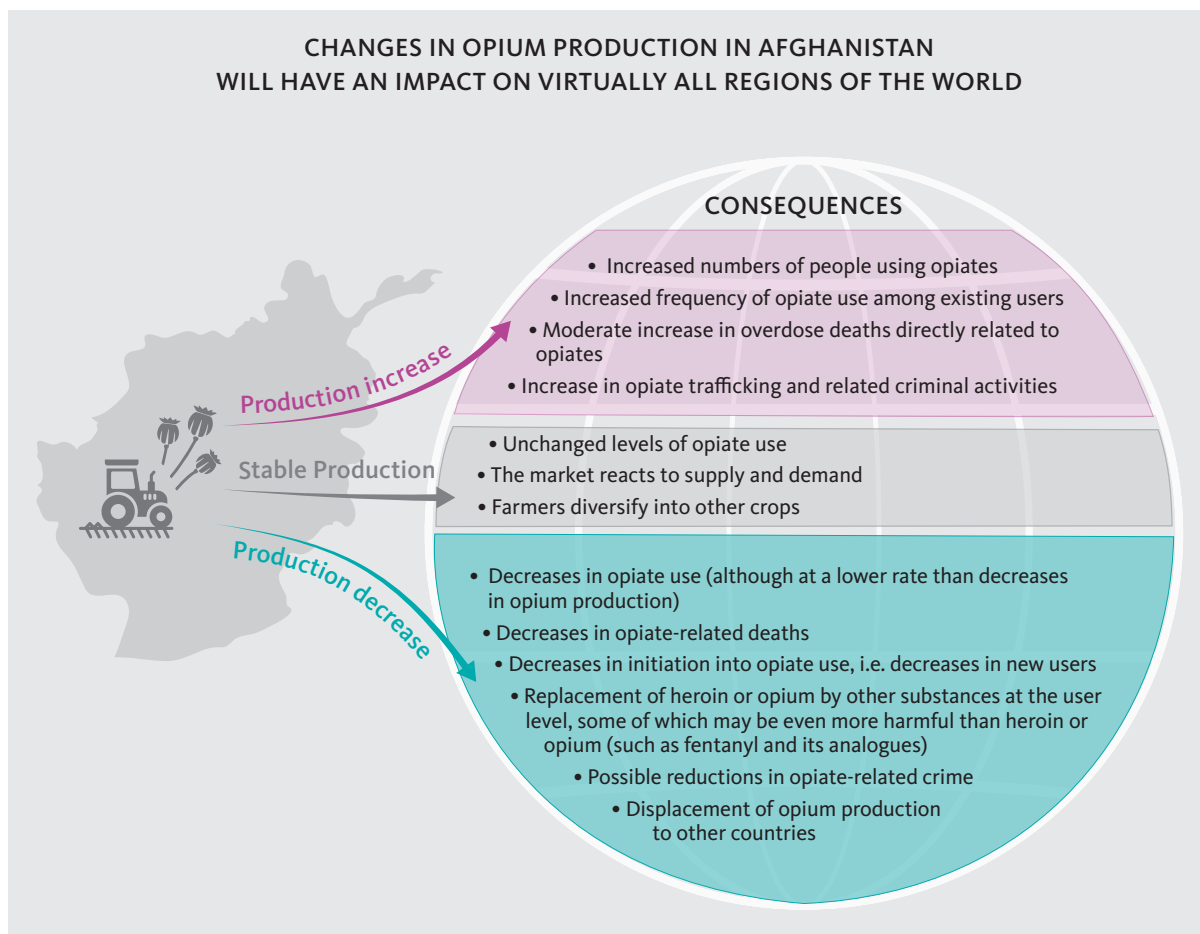 CHANGES IN OPIUM PRODUCTION IN AFGHANISTAN
WILL HAVE AN IMPACT ON VIRTUALLY ALL REGIONS OF THE WORLD
CONSEQUENCES
Production increase
• Increased numbers of people using opiates
• Increased frequency of opiate use among existing users
• Moderate increase in overdose deaths directly related to
opiates
• Increase in opiate trafficking and related criminal activities
Stable Production
• Unchanged levels of opiate use
• The market reacts to supply and demand
• Farmers diversify into other crops
Production decrease
• Decreases in opiate use (although at a lower rate than decreases
in opium production)
• Decreases in opiate-related deaths
• Decreases in initiation into opiate use, i.e. decreases in new users
• Replacement of heroin or opium by other substances at the user
level, some of which may be even more harmful than heroin or
opium (such as fentanyl and its analogues)
• Possible reductions in opiate-related crime
• Displacement of opium production
to other countries